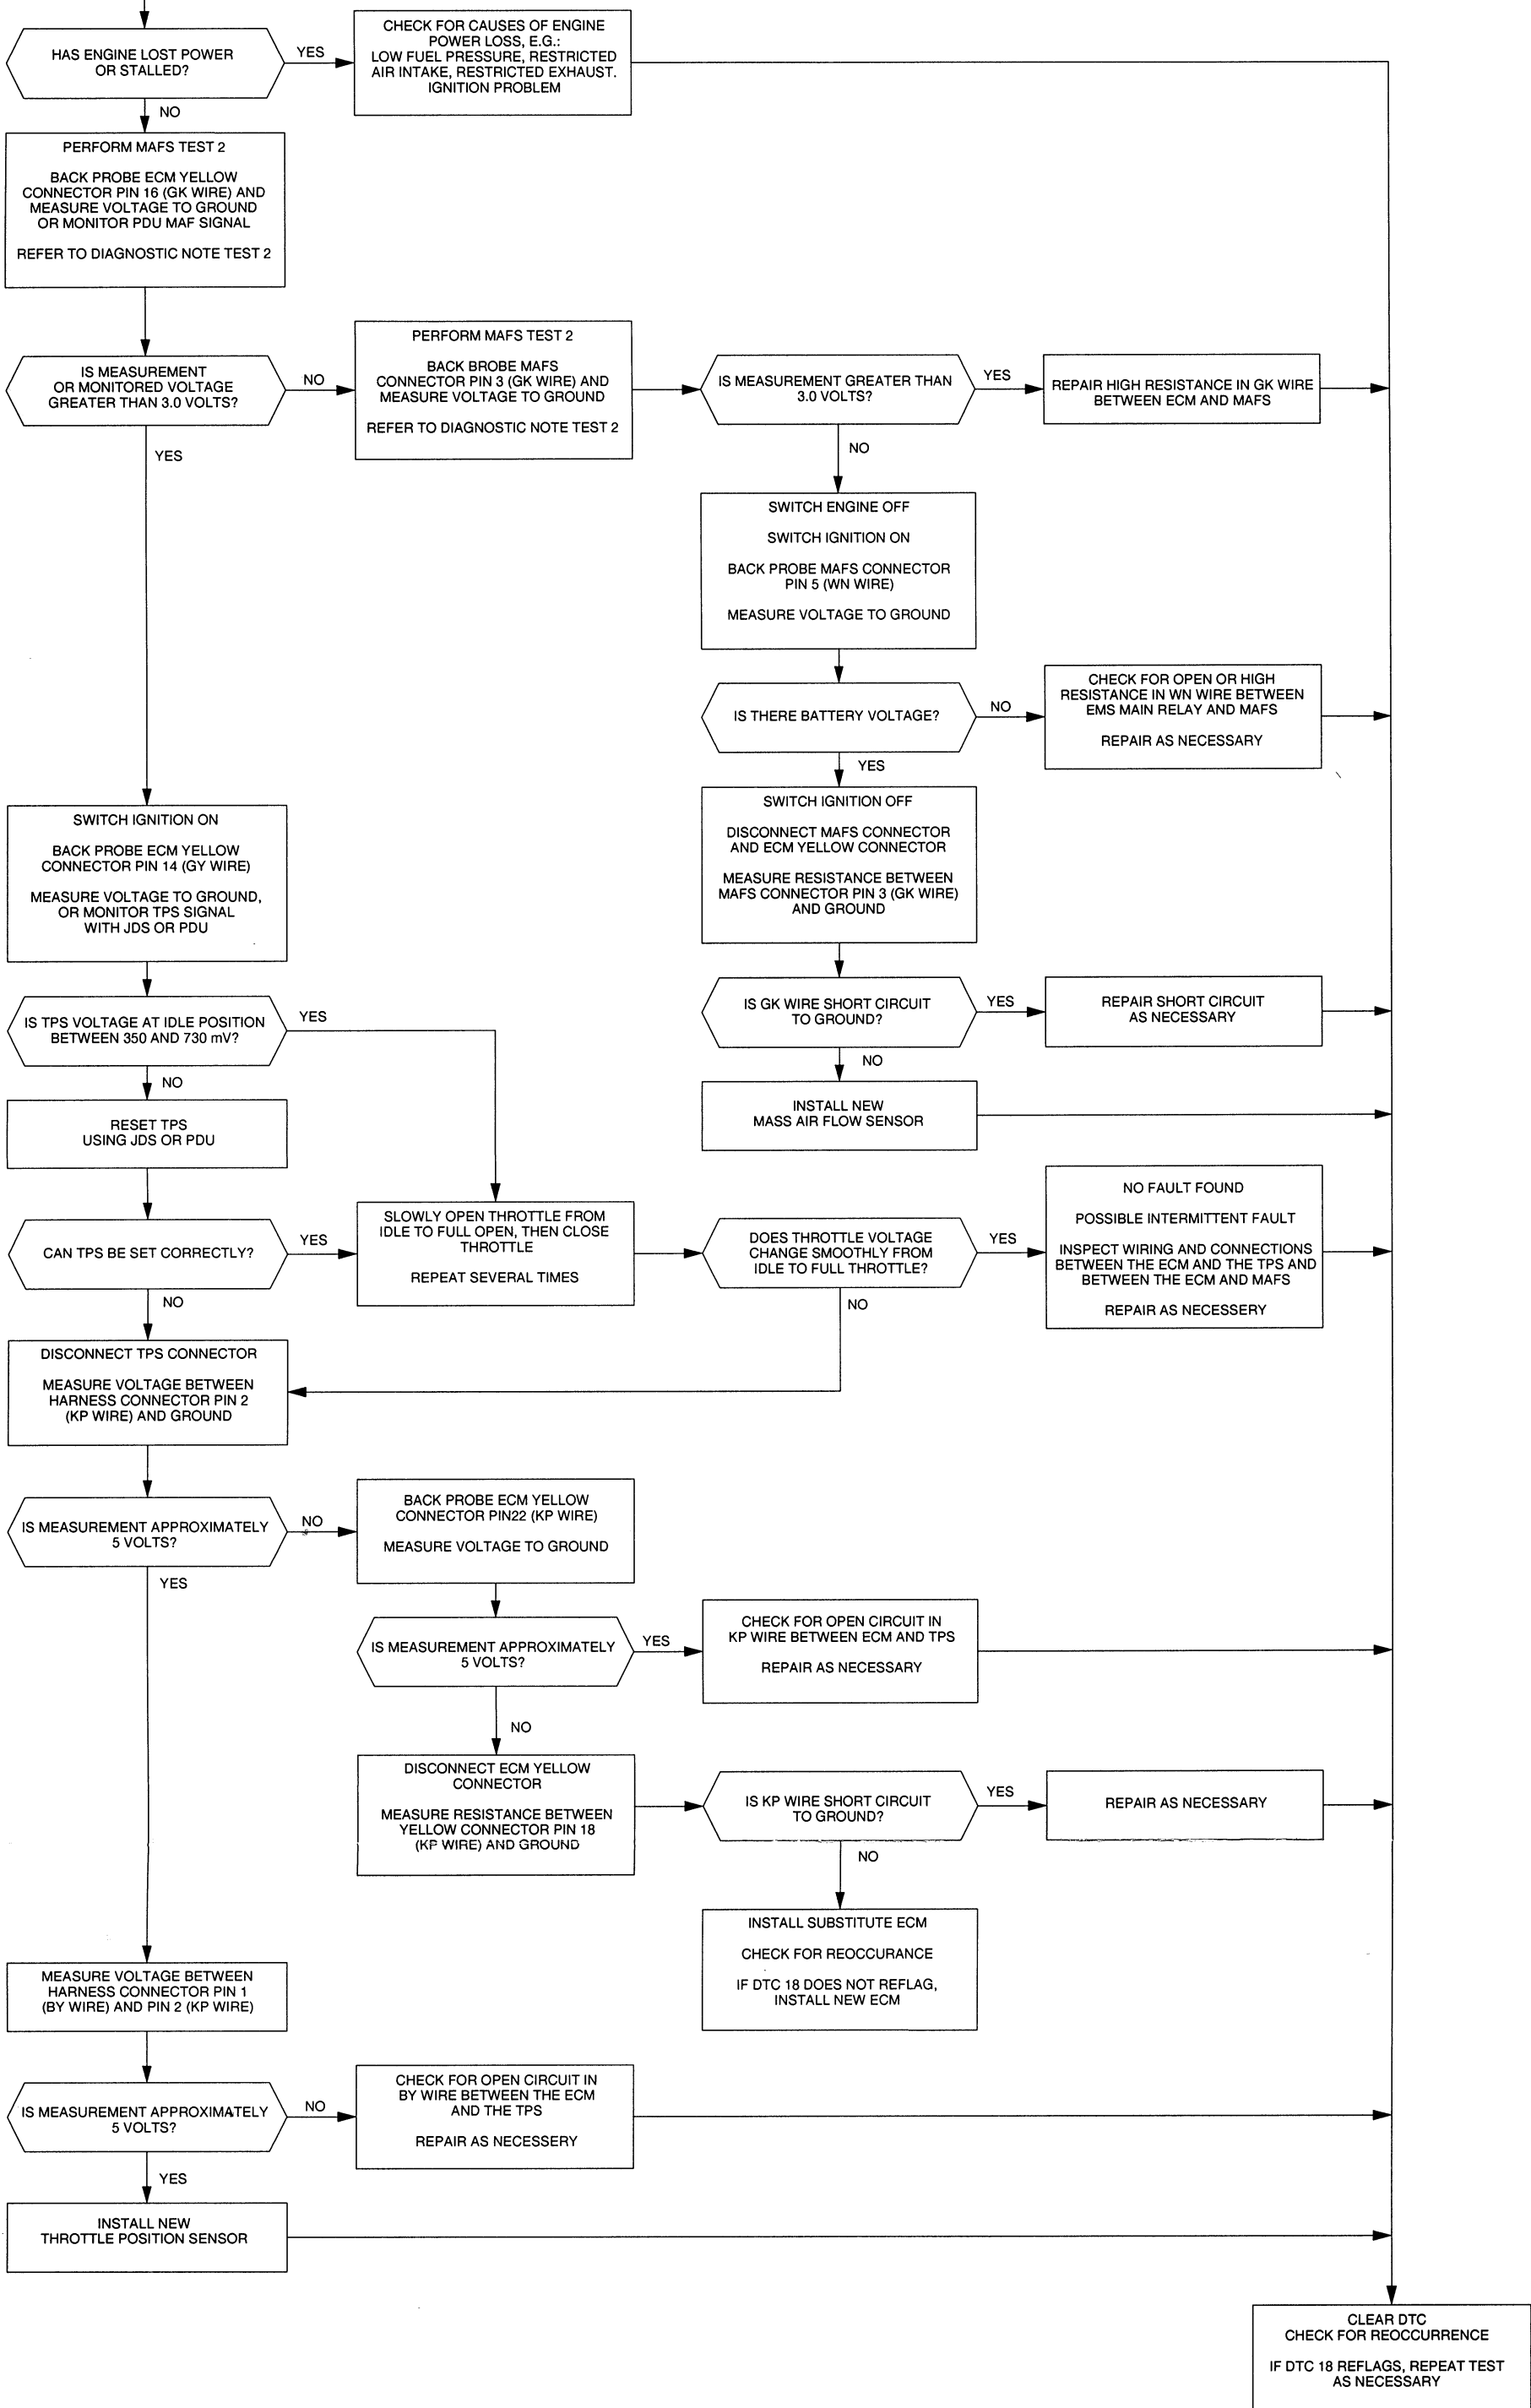 HAS ENGINE LOST POWER
OR STALLED?
YES
CHECK FOR CAUSES OF ENGINE
POWER LOSS, E.G.:
LOW FUEL PRESSURE, RESTRICTED
AIR INTAKE, RESTRICTED EXHAUST.
IGNITION PROBLEM
NO
PERFORM MAFS TEST 2
BACK PROBE ECM YELLOW
CONNECTOR PIN 16 (GK WIRE) AND
MEASURE VOLTAGE TO GROUND
OR MONITOR PDU MAF SIGNAL
REFER TO DIAGNOSTIC NOTE TEST 2
IS MEASUREMENT
OR MONITORED VOLTAGE
GREATER THAN 3.0 VOLTS?
NO
PERFORM MAFS TEST 2
BACK BROBE MAFS
CONNECTOR PIN 3 (GK WIRE) AND
MEASURE VOLTAGE TO GROUND
REFER TO DIAGNOSTIC NOTE TEST 2
IS MEASUREMENT GREATER THAN
3.0 VOLTS?
YES
REPAIR HIGH RESISTANCE IN GK WIRE
BETWEEN ECM AND MAFS
YES
NO
SWITCH ENGINE OFF
SWITCH IGNITION ON
BACK PROBE MAFS CONNECTOR
PIN 5 (WN WIRE)
MEASURE VOLTAGE TO GROUND
IS THERE BATTERY VOLTAGE?
NO
CHECK FOR OPEN OR HIGH
RESISTANCE IN WN WIRE BETWEEN
EMS MAIN RELAY AND MAFS
REPAIR AS NECESSARY
YES
SWITCH IGNITION OFF
DISCONNECT MAFS CONNECTOR
AND ECM YELLOW CONNECTOR
MEASURE RESISTANCE BETWEEN
MAFS CONNECTOR PIN 3 (GK WIRE)
AND GROUND
SWITCH IGNITION ON
BACK PROBE ECM YELLOW
CONNECTOR PIN 14 (GY WIRE)
MEASURE VOLTAGE TO GROUND,
OR MONITOR TPS SIGNAL
WITH JDS OR PDU
IS GK WIRE SHORT CIRCUIT
TO GROUND?
YES
REPAIR SHORT CIRCUIT
AS NECESSARY
NO
INSTALL NEW
MASS AIR FLOW SENSOR
IS TPS VOLTAGE AT IDLE POSITION
BETWEEN 350 AND 730 mV?
YES
NO
RESET TPS
USING JDS OR PDU
CAN TPS BE SET CORRECTLY?
YES
SLOWLY OPEN THROTTLE FROM
IDLE TO FULL OPEN, THEN CLOSE
THROTTLE
REPEAT SEVERAL TIMES
DOES THROTTLE VOLTAGE
CHANGE SMOOTHLY FROM
IDLE TO FULL THROTTLE?
YES
NO FAULT FOUND
POSSIBLE INTERMITTENT FAULT
INSPECT WIRING AND CONNECTIONS
BETWEEN THE ECM AND THE TPS AND
BETWEEN THE ECM AND MAFS
REPAIR AS NECESSERY
NO
NO
DISCONNECT TPS CONNECTOR
MEASURE VOLTAGE BETWEEN
HARNESS CONNECTOR PIN 2
(KP WIRE) AND GROUND
IS MEASUREMENT APPROXIMATELY
5 VOLTS?
NO
BACK PROBE ECM YELLOW
CONNECTOR PIN22 (KP WIRE)
MEASURE VOLTAGE TO GROUND
YES
IS MEASUREMENT APPROXIMATELY
5 VOLTS?
YES
CHECK FOR OPEN CIRCUIT IN
KP WIRE BETWEEN ECM AND TPS
REPAIR AS NECESSARY
NO
DISCONNECT ECM YELLOW
CONNECTOR
MEASURE RESISTANCE BETWEEN
YELLOW CONNECTOR PIN 18
(KP WIRE) AND GROUND
IS KP WIRE SHORT CIRCUIT
TO GROUND?
YES
REPAIR AS NECESSARY
NO
INSTALL SUBSTITUTE ECM
CHECK FOR REOCCURANCE
IF DTC 18 DOES NOT REFLAG,
INSTALL NEW ECM
MEASURE VOLTAGE BETWEEN
HARNESS CONNECTOR PIN 1
(BY WIRE) AND PIN 2 (KP WIRE)
IS MEASUREMENT APPROXIMATELY
5 VOLTS?
NO
CHECK FOR OPEN CIRCUIT IN
BY WIRE BETWEEN THE ECM
AND THE TPS
REPAIR AS NECESSERY
YES
INSTALL NEW
THROTTLE POSITION SENSOR
CLEAR DTC
CHECK FOR REOCCURRENCE
IF DTC 18 REFLAGS, REPEAT TEST
AS NECESSARY